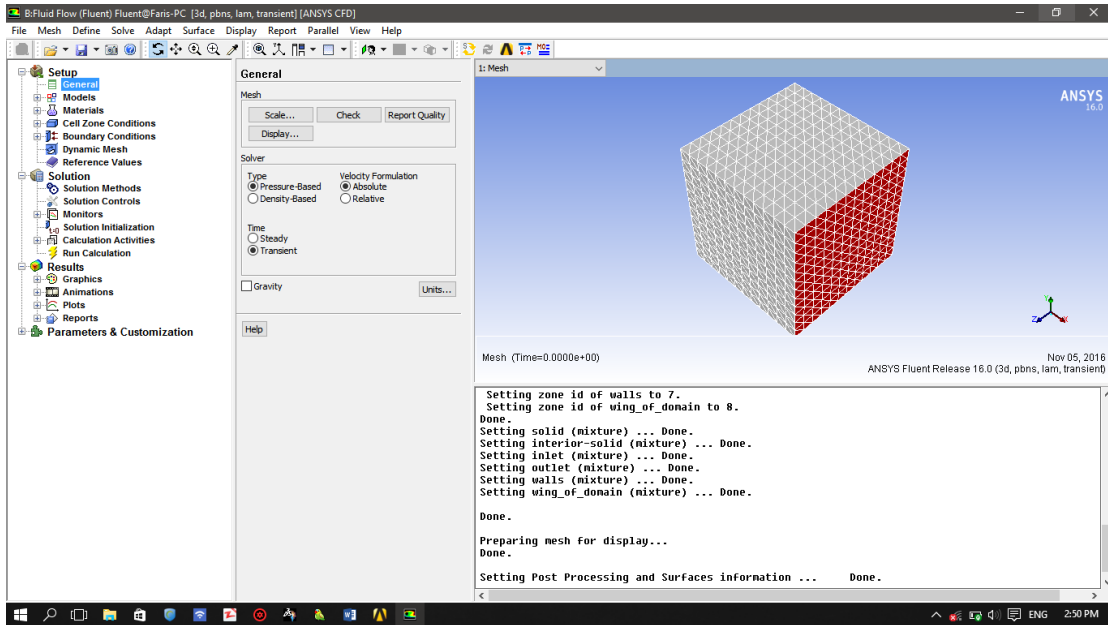 B:Fluid Flow (Fluent) Fluent@Faris-PC [3d, pbns, lam, transient] [ANSYS CFD]
File Mesh Define Solve Adapt Surface Display Report Parallel View Help
Setup
General
Models
Materials
Cell Zone Conditions
Boundary Conditions
Dynamic Mesh
Reference Values
Solution
Solution Methods
Solution Controls
Monitors
Solution Initialization
Calculation Activities
Run Calculation
Results
Graphics
Animations
Plots
Reports
Parameters & Customization
General
Mesh
Scale... Check Report Quality
Display...
Solver
Type Velocity Formulation
Pressure-Based Absolute
Density-Based Relative
Time
Steady
Transient
Gravity
Units...
Help
1: Mesh
ANSYS
16.0
Y
Z X
Mesh (Time=0.0000e+00)
Nov 05, 2016
ANSYS Fluent Release 16.0 (3d, pbns, lam, transient)
Setting zone id of walls to 7.
Setting zone id of wing_of_domain to 8.
Done.
Setting solid (mixture) ... Done.
Setting interior-solid (mixture) ... Done.
Setting inlet (mixture) ... Done.
Setting outlet (mixture) ... Done.
Setting walls (mixture) ... Done.
Setting wing_of_domain (mixture) ... Done.
Done.
Preparing mesh for display...
Done.
Setting Post Processing and Surfaces information ... Done.
ENG 2:50 PM